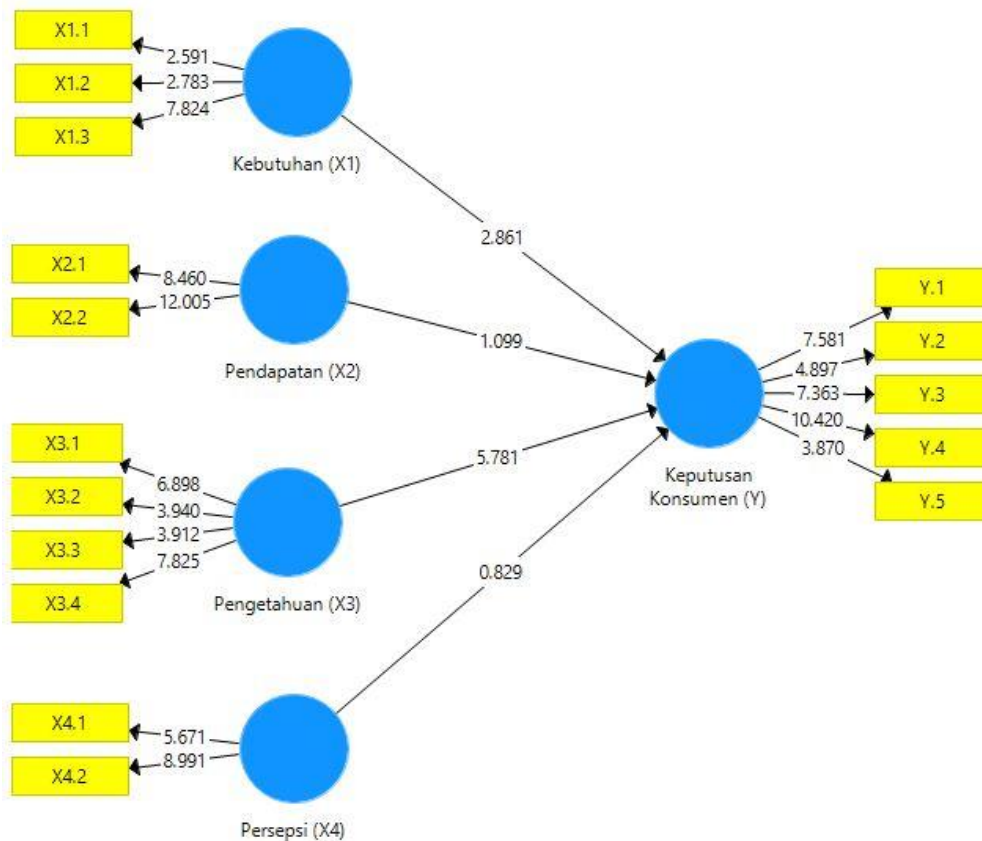 X1.1
2.591
X1.2
2.783
7.824
X1.3
Kebutuhan (X1)
2.861
X2.1
8.460
12.005
X2.2
Pendapatan (X2)
1.099
X3.1
6.898
X3.2
3.940
3.912
X3.3
7.825
X3.4
Pengetahuan (X3)
5.781
X4.1
5.671
8.991
X4.2
Persepsi (X4)
0.829
Keputusan
Konsumen (Y)
Y.1
7.581
Y.2
4.897
7.363
Y.3
10.420
Y.4
3.870
Y.5